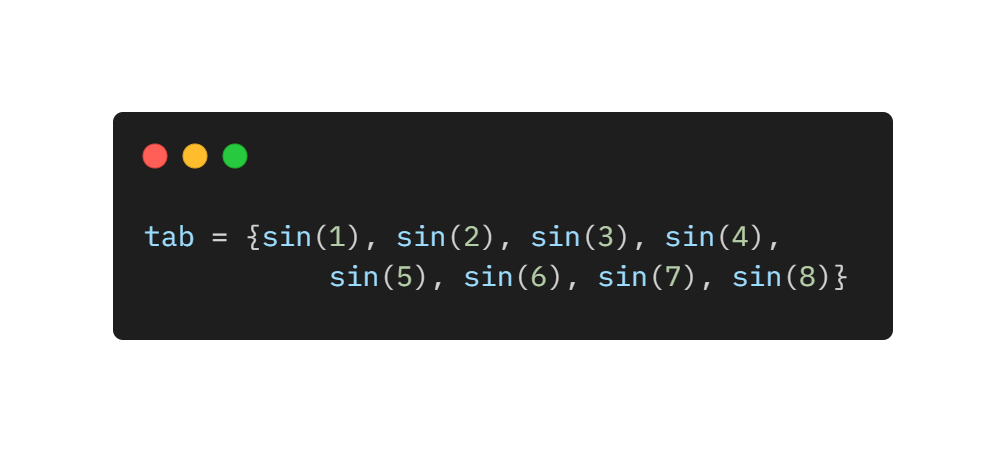 tab = {sin(1), sin(2), sin(3), sin(4),
sin(5), sin(6), sin(7), sin(8)}